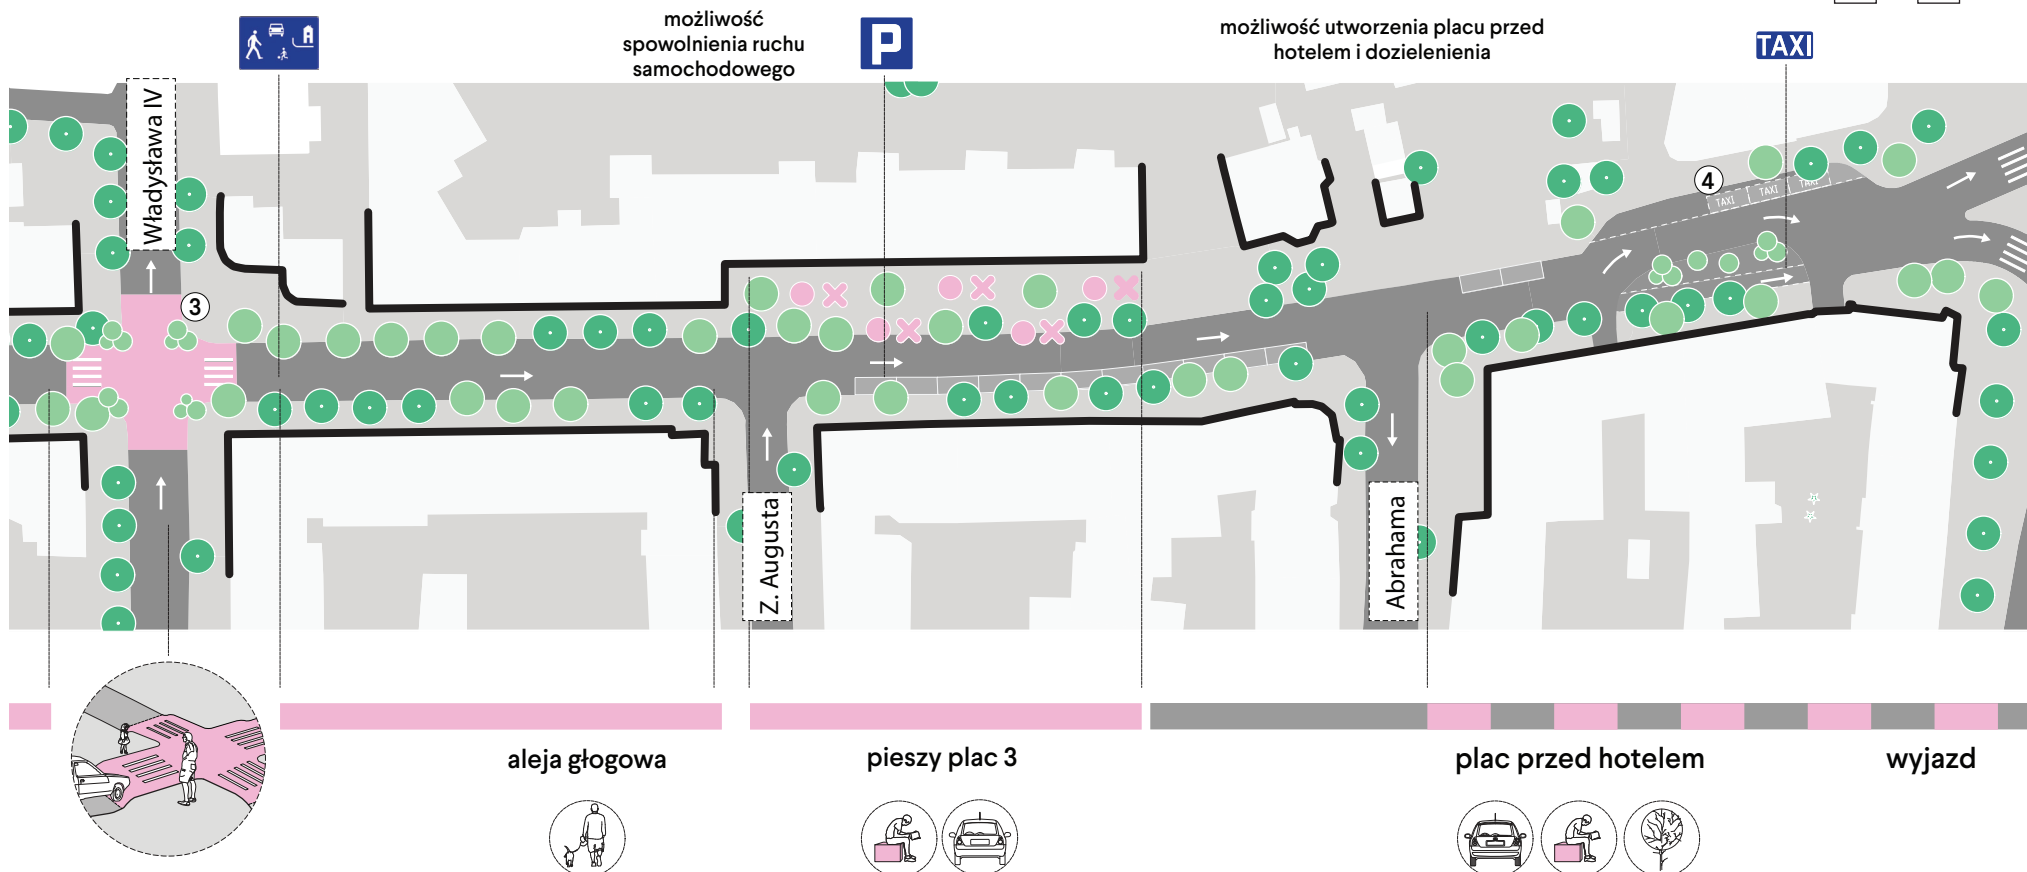 możliwość
spowolnienia ruchu
samochodowego
P
możliwość utworzenia placu przed
hotelem i dozielenienia
TAXI
Władysława IV
3
4
TAXI
TAXI
TAXI
Z. Augusta
Abrahama
aleja głogowa
pieszy plac 3
plac przed hotelem
wyjazd